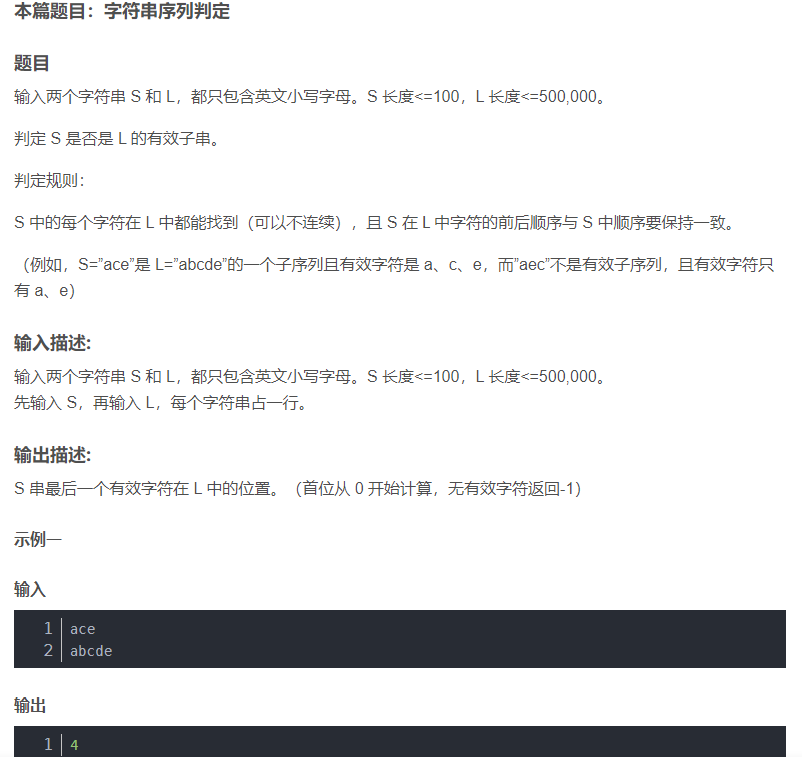 本篇题目：字符串序列判定
题目
输入两个字符串 S 和 L，都只包含英文小写字母。S 长度<=100，L 长度<=500,000。
判定 S 是否是 L 的有效子串。
判定规则：
S 中的每个字符在 L 中都能找到（可以不连续），且 S 在 L 中字符的前后顺序与 S 中顺序要保持一致。
（例如，S="ace"是 L="abcde"的一个子序列且有效字符是 a、c、e，而"aec"不是有效子序列，且有效字符只
有 a、e）
输入描述:
输入两个字符串 S 和 L，都只包含英文小写字母。S 长度<=100，L 长度<=500,000。
先输入 S，再输入 L，每个字符串占一行。
输出描述:
S 串最后一个有效字符在 L 中的位置。（首位从 0 开始计算，无有效字符返回-1）
示例一
输入
1 ace
2 abcde
输出
1 4